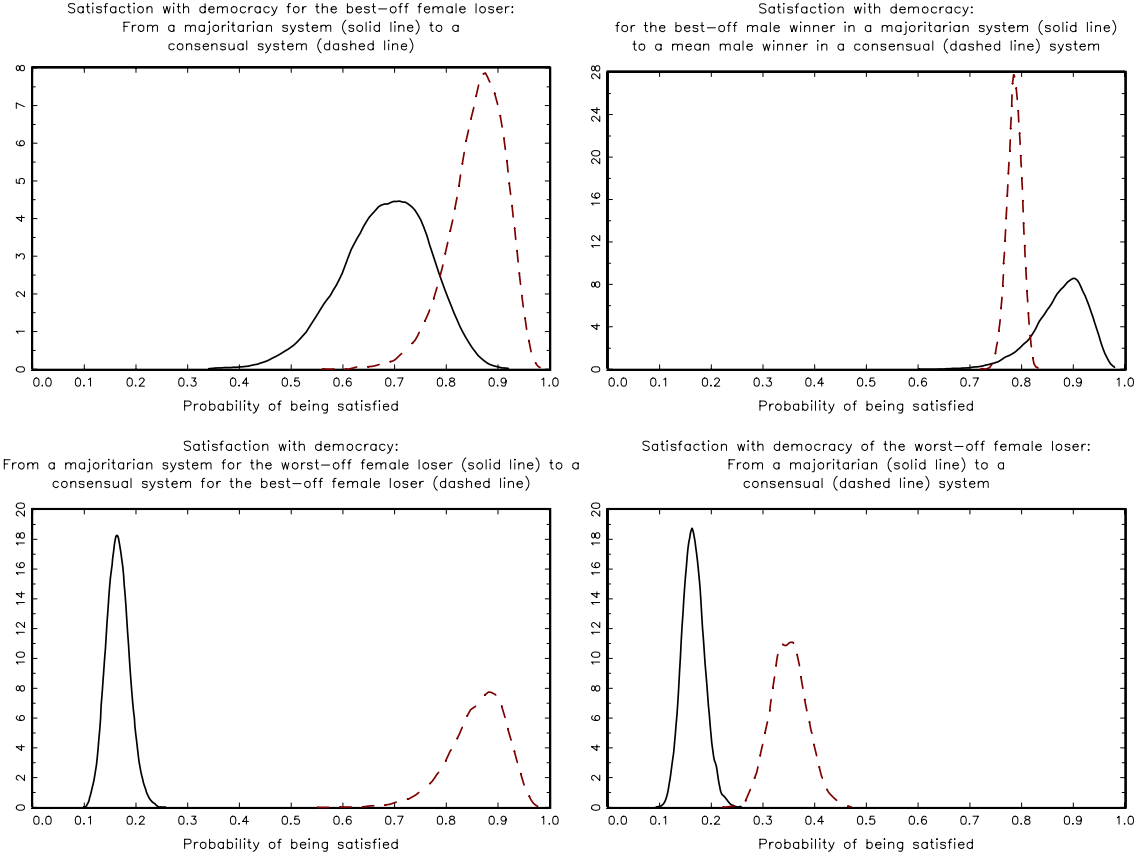 Satisfaction with democracy for the best-off female loser:
From a majoritarian system (solid line) to a
consensual system (dashed line)
8
7
6
5
4
3
2
1
0
0.0 0.1 0.2 0.3 0.4 0.5 0.6 0.7 0.8 0.9 1.0
Probability of being satisfied
Satisfaction with democracy:
for the best-off male winner in a majoritarian system (solid line)
to a mean male winner in a consensual (dashed line) system
28
24
20
16
12
8
4
0
0.0 0.1 0.2 0.3 0.4 0.5 0.6 0.7 0.8 0.9 1.0
Probability of being satisfied
Satisfaction with democracy:
From a majoritarian system for the worst-off female loser (solid line) to a
consensual system for the best-off female loser (dashed line)
20
18
16
14
12
10
8
6
4
2
0
0.0 0.1 0.2 0.3 0.4 0.5 0.6 0.7 0.8 0.9 1.0
Probability of being satisfied
Satisfaction with democracy of the worst-off female loser:
From a majoritarian (solid line) to a
consensual (dashed line) system
20
18
16
14
12
10
8
6
4
2
0
0.0 0.1 0.2 0.3 0.4 0.5 0.6 0.7 0.8 0.9 1.0
Probability of being satisfied